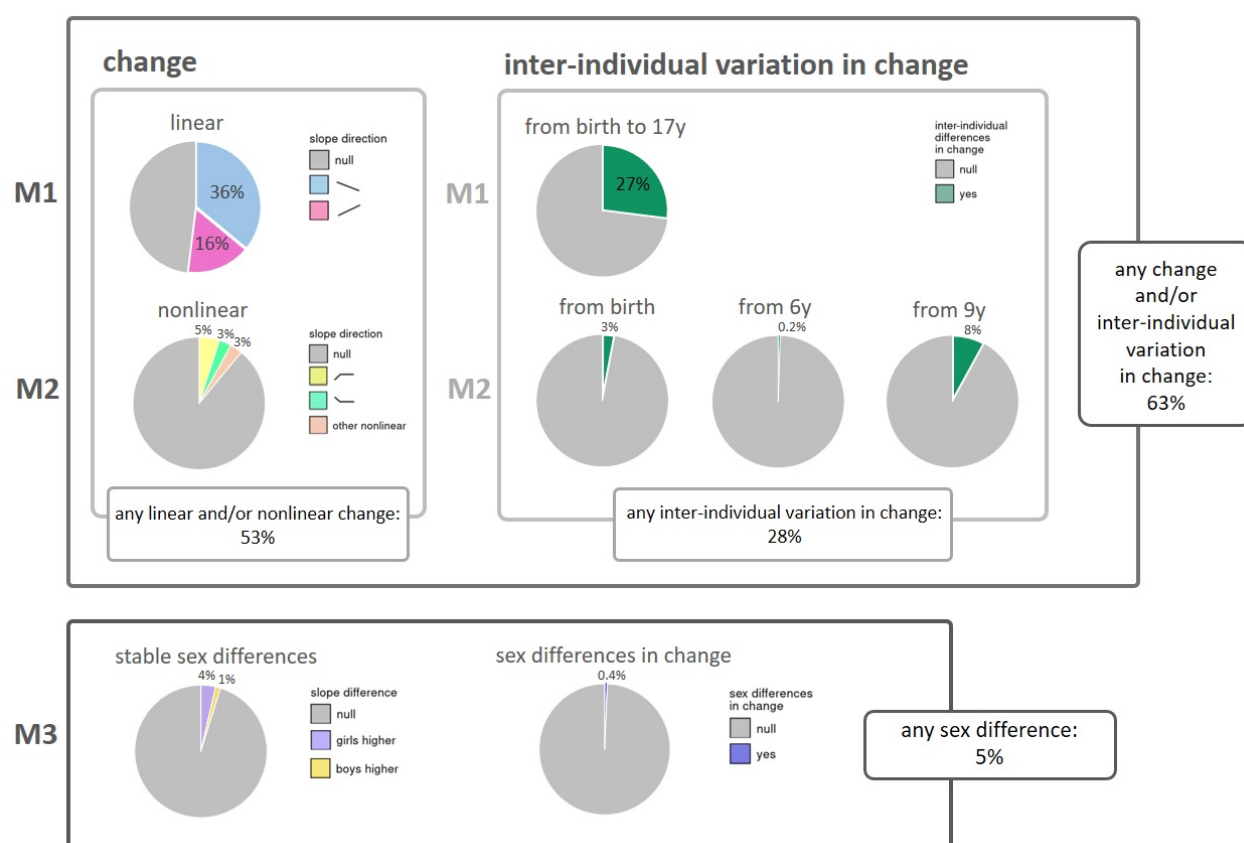 change
inter-individual variation in change
linear
slope direction
null
36%
16%
M1
from birth to 17y
inter-individual
differences
in change
null
yes
27%
M1
nonlinear
5%
3%
3%
slope direction
null
other nonlinear
M2
from birth
3%
from 6y
0.2%
from 9y
8%
M2
any linear and/or nonlinear change:
53%
any inter-individual variation in change:
28%
any change
and/or
inter-individual
variation
in change:
63%
M3
stable sex differences
4%
1%
slope difference
null
girls higher
boys higher
sex differences in change
0.4%
sex differences
in change
null
yes
any sex difference:
5%